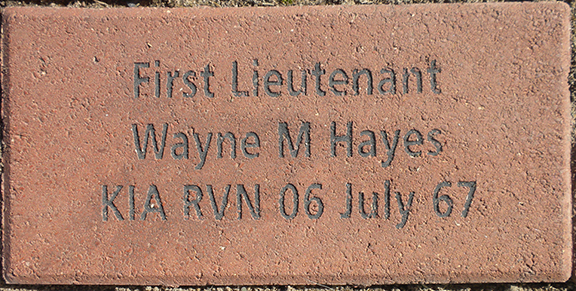 First Lieutenant
Wayne M Hayes
KIA RVN 06 July 67